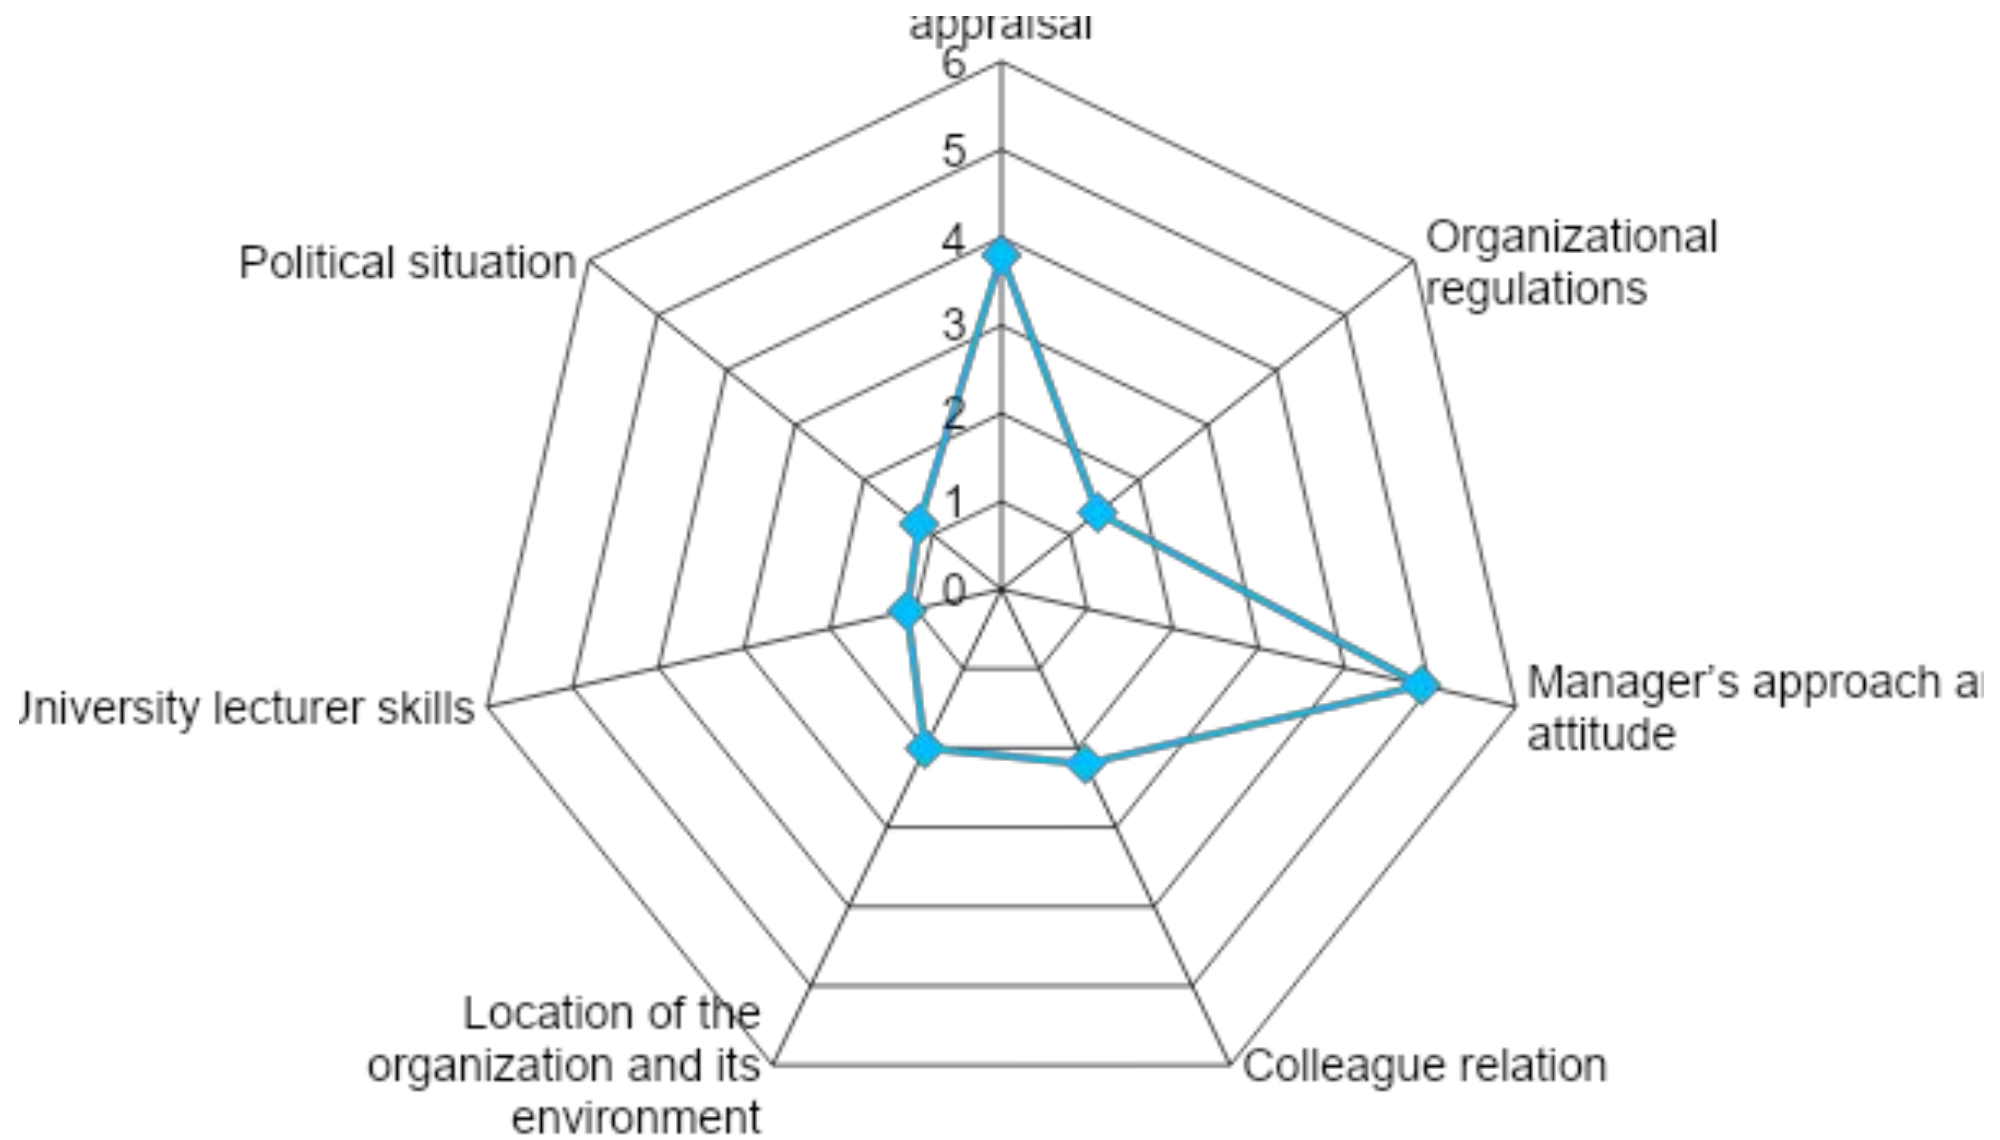 appraisal
6
5
4
3
2
1
0
Organizational
regulations
Manager's approach a
attitude
Colleague relation
Location of the
organization and its
environment
University lecturer skills
Political situation